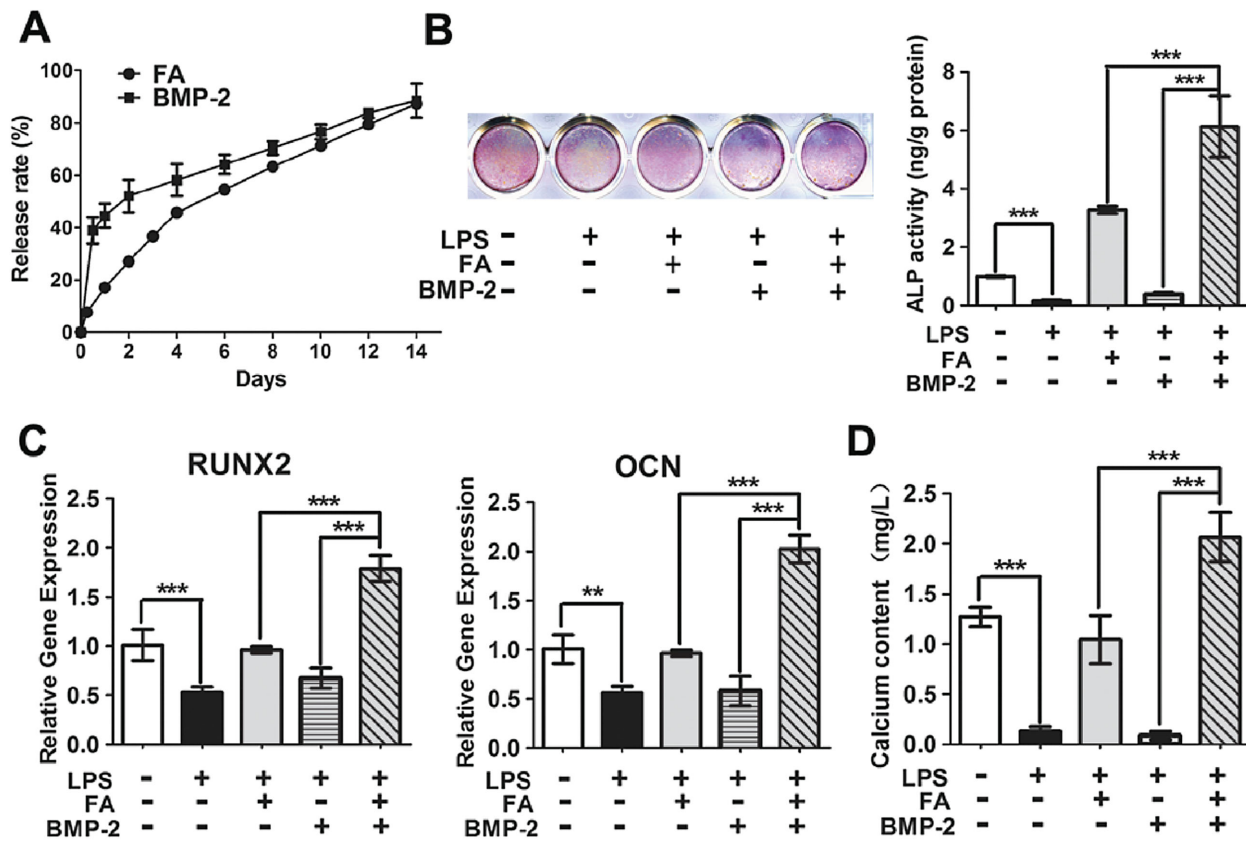 A
FA
BMP-2
Release rate (%)
100
80
60
40
20
0
0 2 4 6 8 10 12 14
Days
B
LPS - + + + +
FA - - + - +
BMP-2 - - - + +
ALP activity (ng/g protein)
8
6
4
2
0
*** *** ***
LPS - + + + +
FA - - + - +
BMP-2 - - - + +
C
RUNX2
Relative Gene Expression
2.5
2.0
1.5
1.0
0.5
0.0
*** *** ***
LPS - + + + +
FA - - + - +
BMP-2 - - - + +
OCN
Relative Gene Expression
2.5
2.0
1.5
1.0
0.5
0.0
** *** ***
LPS - + + + +
FA - - + - +
BMP-2 - - - + +
D
Calcium content (mg/L)
2.5
2.0
1.5
1.0
0.5
0.0
*** *** ***
LPS - + + + +
FA - - + - +
BMP-2 - - - + +